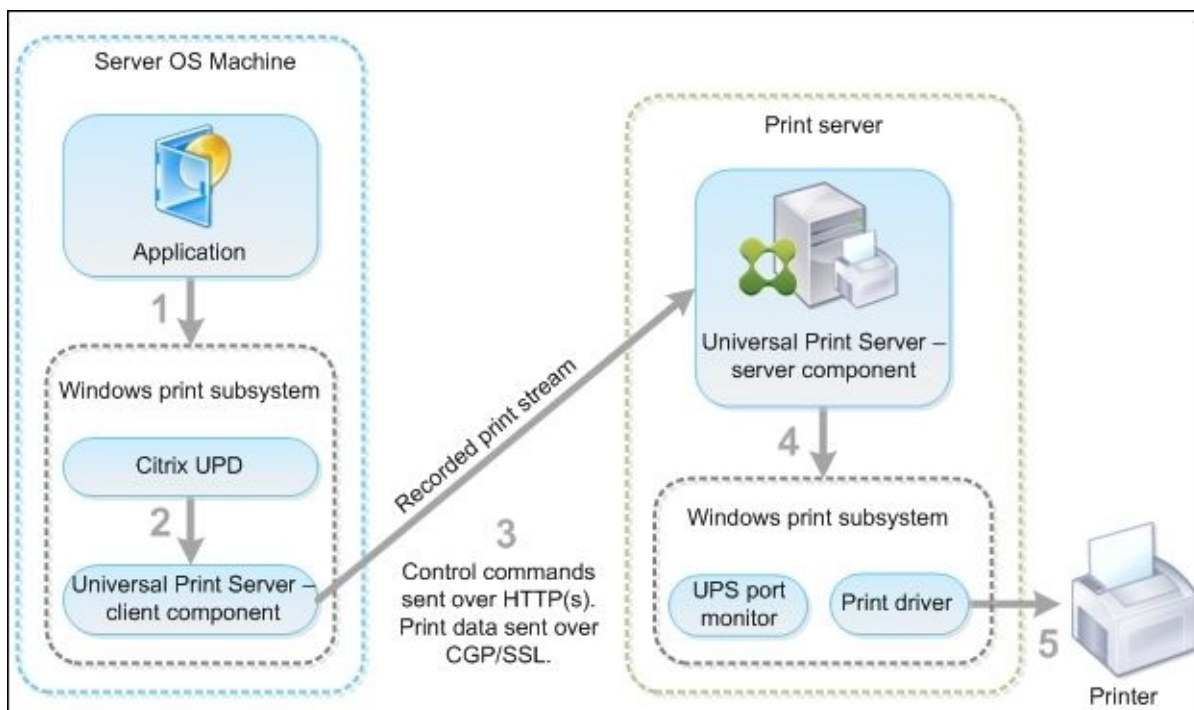 Server OS Machine
Application
1
Windows print subsystem
Citrix UPD
2
Universal Print Server –
client component
Recorded print stream
3
Control commands
sent over HTTP(s).
Print data sent over
CGP/SSL.
Print server
Universal Print Server –
server component
4
Windows print subsystem
UPS port
monitor
Print driver
5
Printer